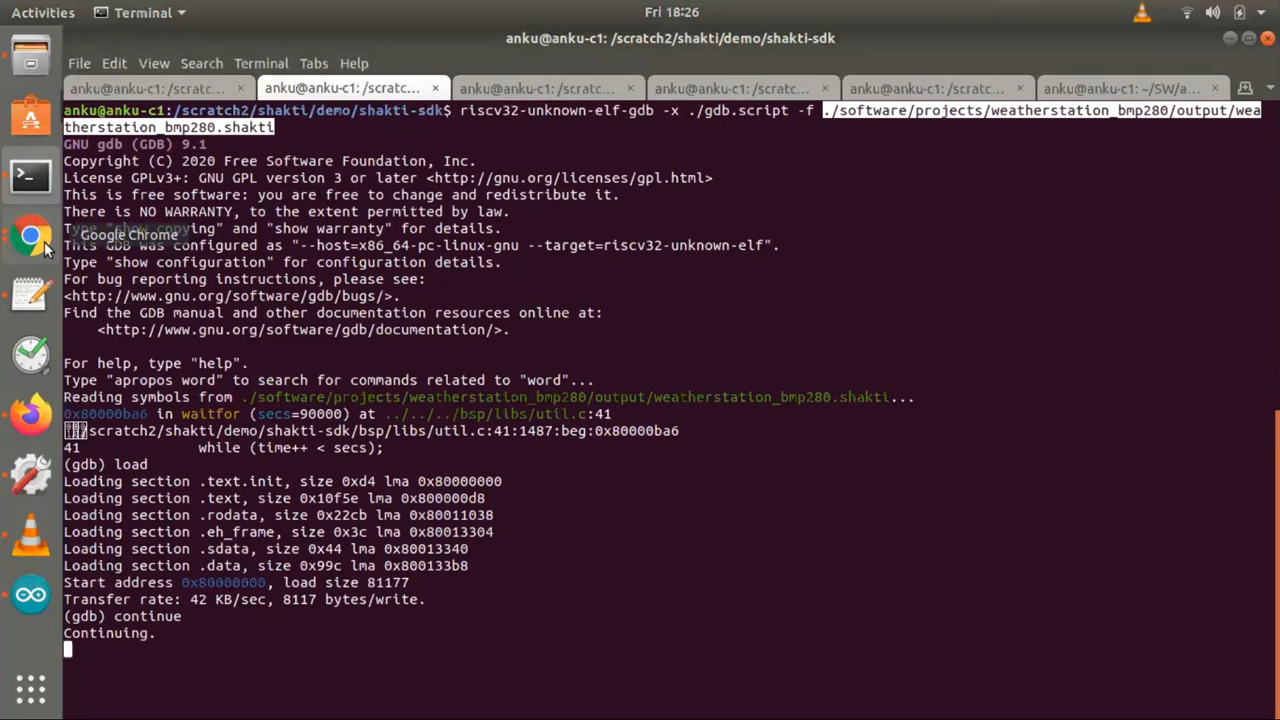 Activities
Terminal
Fri 18:26
anku@anku-c1: /scratch2/shakti/demo/shakti-sdk
File Edit View Search Terminal Tabs Help
anku@anku-c1: /scratc...
anku@anku-c1: /scratc...
anku@anku-c1: /scratc...
anku@anku-c1: /scratc...
anku@anku-c1: /scratc...
anku@anku-c1: ~/SW/a...
anku@anku-c1:/scratch2/shakti/demo/shakti-sdk$ riscv32-unknown-elf-gdb -x ./gdb.script -f ./software/projects/weatherstation_bmp280/output/wea
therstation_bmp280.shakti
GNU gdb (GDB) 9.1
Copyright (C) 2020 Free Software Foundation, Inc.
License GPLv3+: GNU GPL version 3 or later <http://gnu.org/licenses/gpl.html>
This is free software: you are free to change and redistribute it.
There is NO WARRANTY, to the extent permitted by law.
Type "show copying" and "show warranty" for details.
Google Chrome
This GDB was configured as "--host=x86_64-pc-linux-gnu --target=riscv32-unknown-elf".
Type "show configuration" for configuration details.
For bug reporting instructions, please see:
<http://www.gnu.org/software/gdb/bugs/>.
Find the GDB manual and other documentation resources online at:
<http://www.gnu.org/software/gdb/documentation/>.
For help, type "help".
Type "apropos word" to search for commands related to "word"...
Reading symbols from ./software/projects/weatherstation_bmp280/output/weatherstation_bmp280.shakti...
0x80000ba6 in waitfor (secs=90000) at ../../../bsp/libs/util.c:41
/scratch2/shakti/demo/shakti-sdk/bsp/libs/util.c:41:1487:beg:0x80000ba6
41 while (time++ < secs);
(gdb) load
Loading section .text.init, size 0xd4 lma 0x80000000
Loading section .text, size 0x10f5e lma 0x800000d8
Loading section .rodata, size 0x22cb lma 0x80011038
Loading section .eh_frame, size 0x3c lma 0x80013304
Loading section .sdata, size 0x44 lma 0x80013340
Loading section .data, size 0x99c lma 0x800133b8
Start address 0x80000000, load size 81177
Transfer rate: 42 KB/sec, 8117 bytes/write.
(gdb) continue
Continuing.